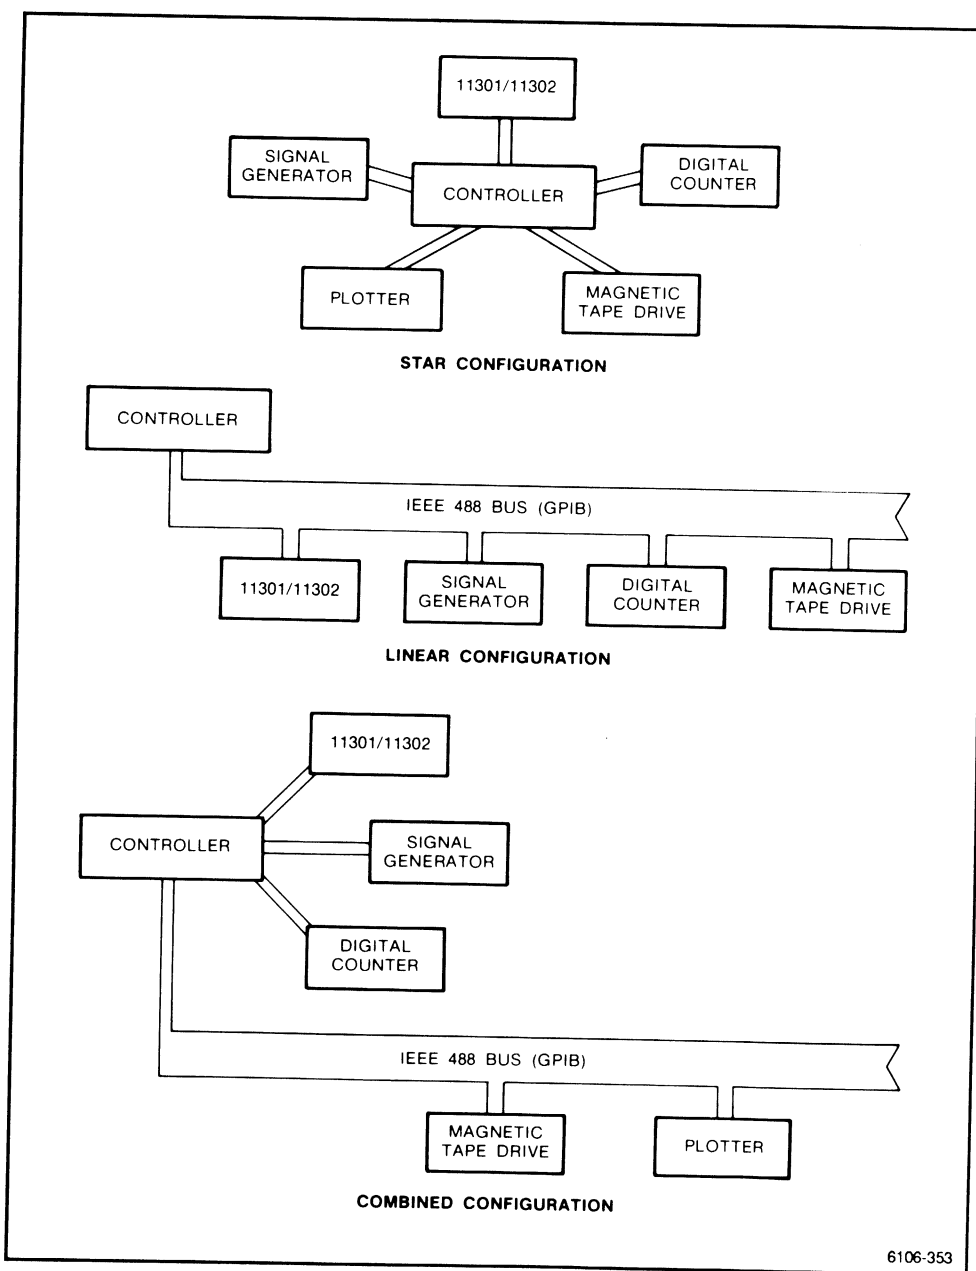 11301/11302
SIGNAL
GENERATOR
DIGITAL
COUNTER
CONTROLLER
PLOTTER
MAGNETIC
TAPE DRIVE
STAR CONFIGURATION
CONTROLLER
IEEE 488 BUS (GPIB)
11301/11302
SIGNAL
GENERATOR
DIGITAL
COUNTER
MAGNETIC
TAPE DRIVE
LINEAR CONFIGURATION
11301/11302
CONTROLLER
SIGNAL
GENERATOR
DIGITAL
COUNTER
IEEE 488 BUS (GPIB)
MAGNETIC
TAPE DRIVE
PLOTTER
COMBINED CONFIGURATION
6106-353